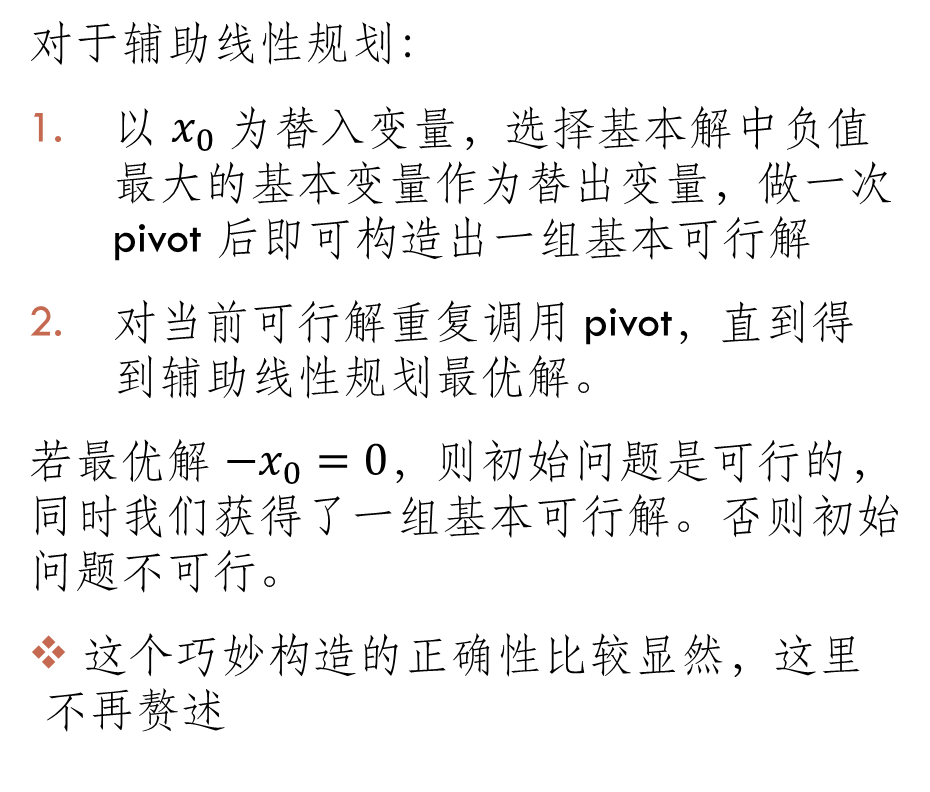 对于辅助线性规划：
1. 以 x₀ 为替入变量，选择基本解中负值
最大的基本变量作为替出变量，做一次
pivot 后即可构造出一组基本可行解
2. 对当前可行解重复调用 pivot，直到得
到辅助线性规划最优解。
若最优解 −x₀ = 0，则初始问题是可行的，
同时我们获得了一组基本可行解。否则初始
问题不可行。
❖ 这个巧妙构造的正确性比较显然，这里
不再赘述